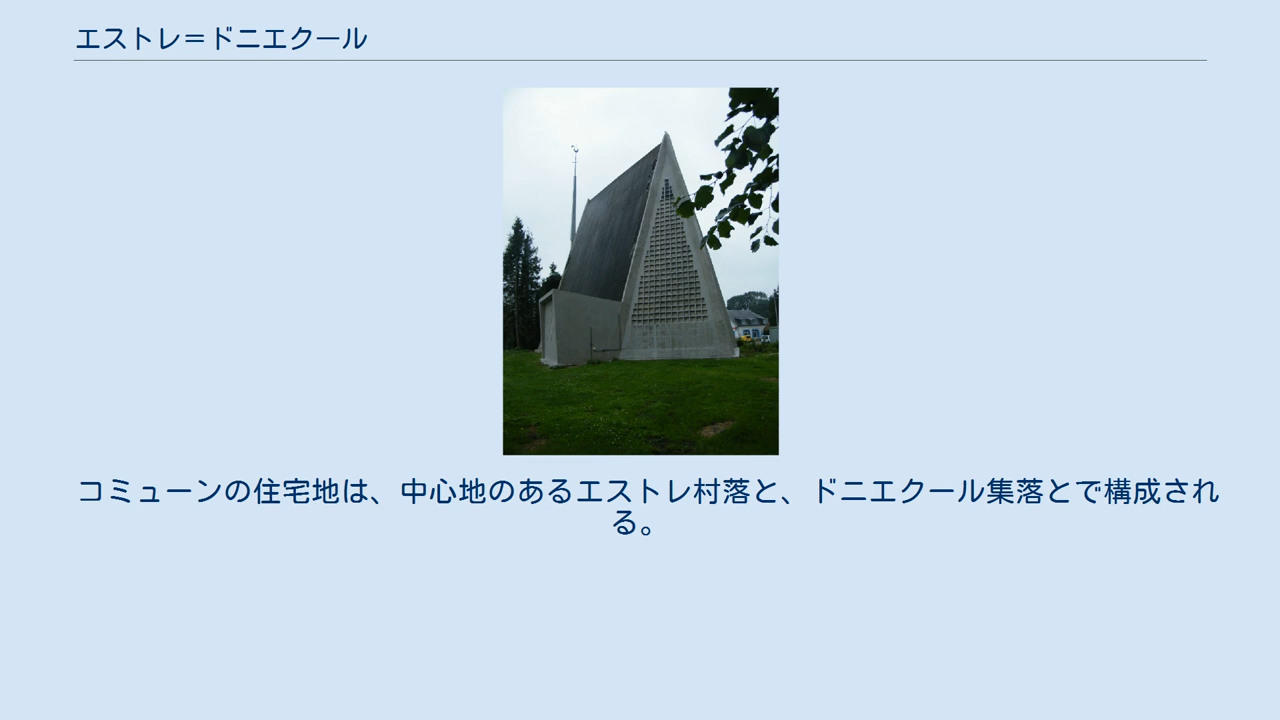 エストレ＝ドニエクール
コミューンの住宅地は、中心地のあるエストレ村落と、ドニエクール集落とで構成され
る。